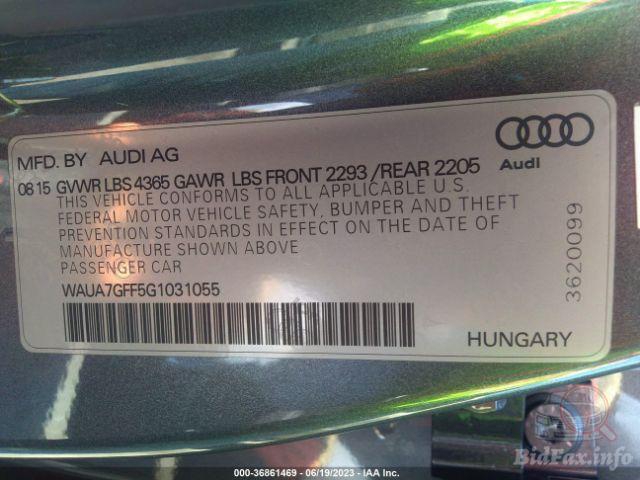 MFD. BY AUDI AG
Audi
08 15 GVWR LBS 4365 GAWR LBS FRONT 2293 /REAR 2205
THIS VEHICLE CONFORMS TO ALL APPLICABLE U.S.
FEDERAL MOTOR VEHICLE SAFETY, BUMPER AND THEFT
PREVENTION STANDARDS IN EFFECT ON THE DATE OF
MANUFACTURE SHOWN ABOVE
PASSENGER CAR
3620099
WAUA7GFF5G1031055
HUNGARY
BidFax.info
000-36861469 - 06/19/2023 - IAA Inc.